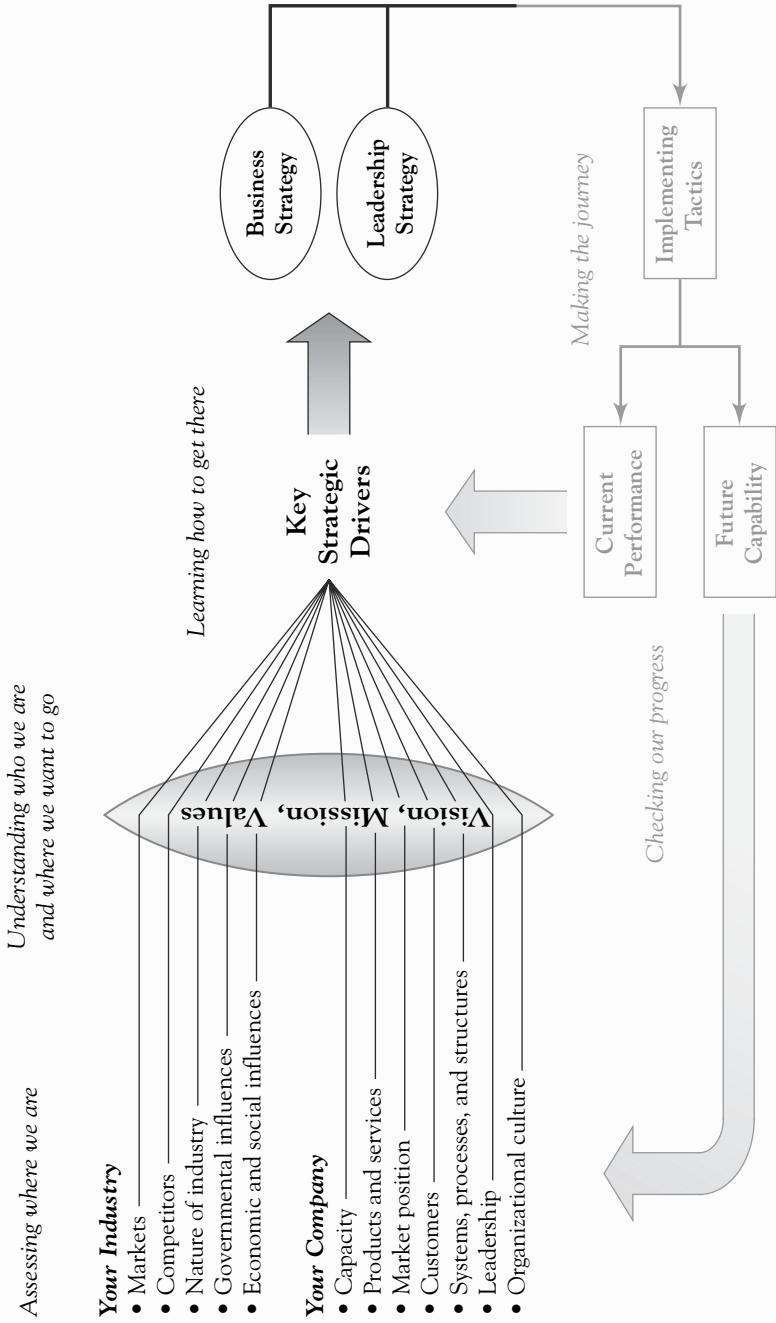 Assessing where we are
Understanding who we are
and where we want to go
Your Industry
• Markets
• Competitors
• Nature of industry
• Governmental influences
• Economic and social influences
Your Company
• Capacity
• Products and services
• Market position
• Customers
• Systems, processes, and structures
• Leadership
• Organizational culture
Vision, Mission, Values
Learning how to get there
Key
Strategic
Drivers
Business
Strategy
Leadership
Strategy
Making the journey
Implementing
Tactics
Current
Performance
Future
Capability
Checking our progress